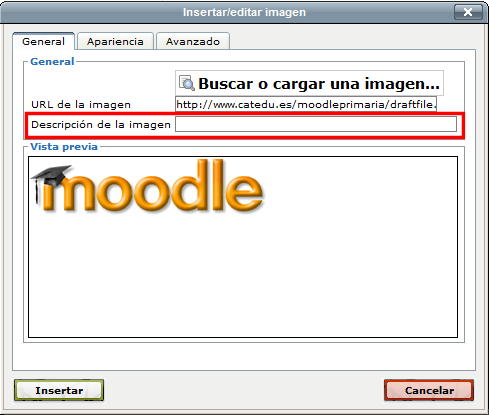 Insertar/editar imagen
General Apariencia Avanzado
General
Buscar o cargar una imagen...
URL de la imagen http://www.catedu.es/moodleprimaria/draftfile.
Descripción de la imagen
Vista previa
moodle
Insertar Cancelar